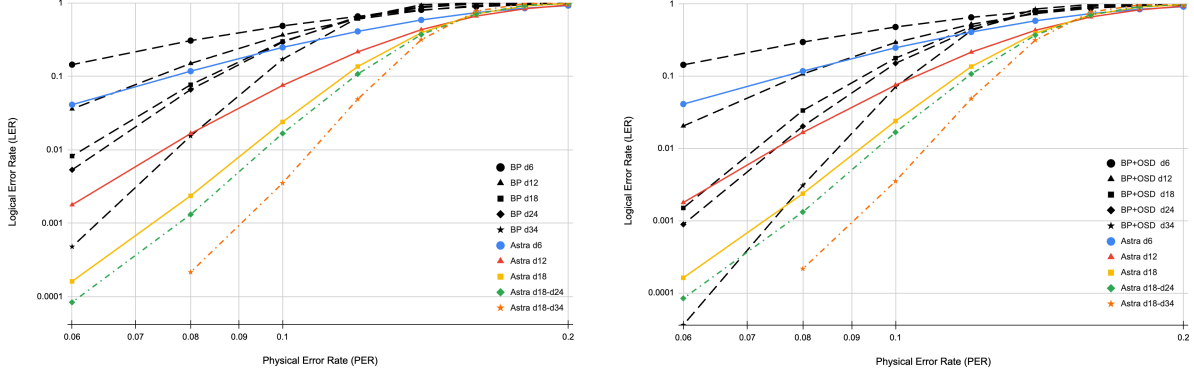 1
0.1
0.01
0.001
0.0001
Logical Error Rate (LER)
0.06
0.07
0.08
0.09
0.1
0.2
Physical Error Rate (PER)
BP d6
BP d12
BP d18
BP d24
BP d34
Astra d6
Astra d12
Astra d18
Astra d18-d24
Astra d18-d34
1
0.1
0.01
0.001
0.0001
Logical Error Rate (LER)
0.06
0.07
0.08
0.09
0.1
0.2
Physical Error Rate (PER)
BP+OSD d6
BP+OSD d12
BP+OSD d18
BP+OSD d24
BP+OSD d34
Astra d6
Astra d12
Astra d18
Astra d18-d24
Astra d18-d34